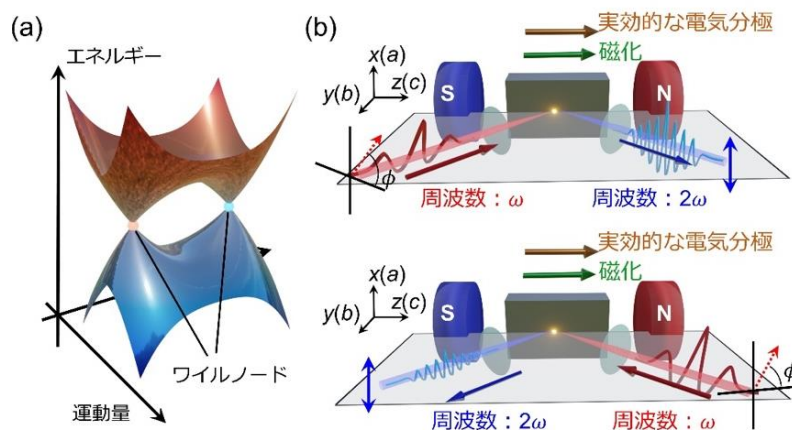 (a)
エネルギー
ワイルノード
運動量
(b)
実効的な電気分極
磁化
x(a)
y(b)
z(c)
S
N
ϕ
周波数：ω
周波数：2ω
実効的な電気分極
磁化
x(a)
y(b)
z(c)
S
N
ϕ
周波数：2ω
周波数：ω